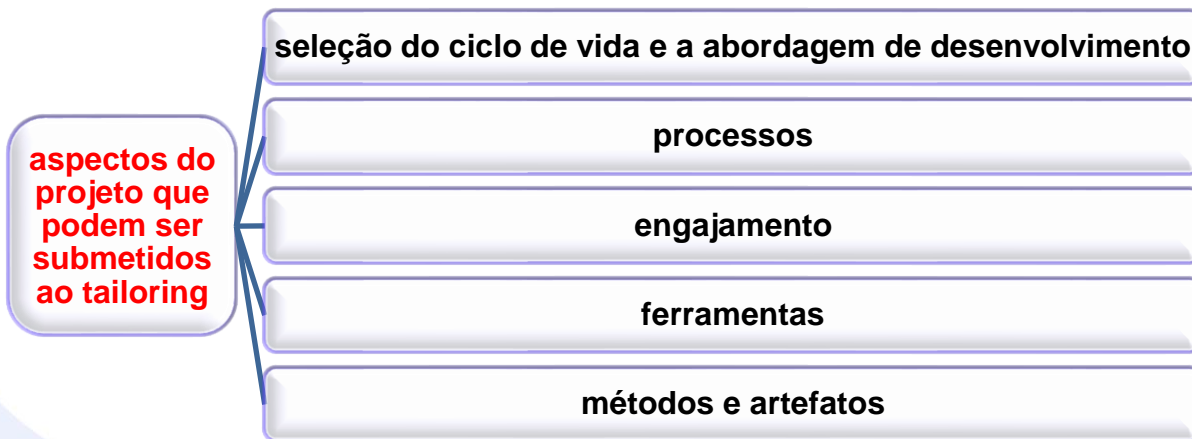 aspectos do
projeto que
podem ser
submetidos
ao tailoring
seleção do ciclo de vida e a abordagem de desenvolvimento
processos
engajamento
ferramentas
métodos e artefatos